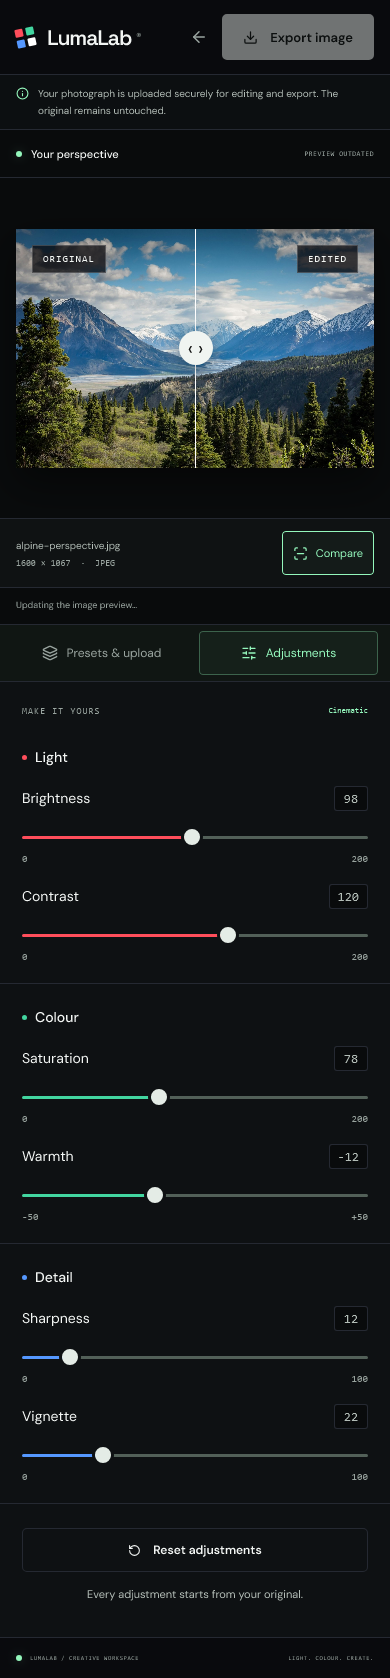 LumaLab
Export image
Your photograph is uploaded securely for editing and export. The
original remains untouched.
Your perspective
PREVIEW OUTDATED
ORIGINAL
EDITED
alpine-perspective.jpg
1600 × 1067 · JPEG
Compare
Updating the image preview…
Presets & upload
Adjustments
MAKE IT YOURS
Cinematic
Light
Brightness
98
0
200
Contrast
120
0
200
Colour
Saturation
78
0
200
Warmth
-12
-50
+50
Detail
Sharpness
12
0
100
Vignette
22
0
100
Reset adjustments
Every adjustment starts from your original.
LUMALAB / CREATIVE WORKSPACE
LIGHT. COLOUR. CREATE.